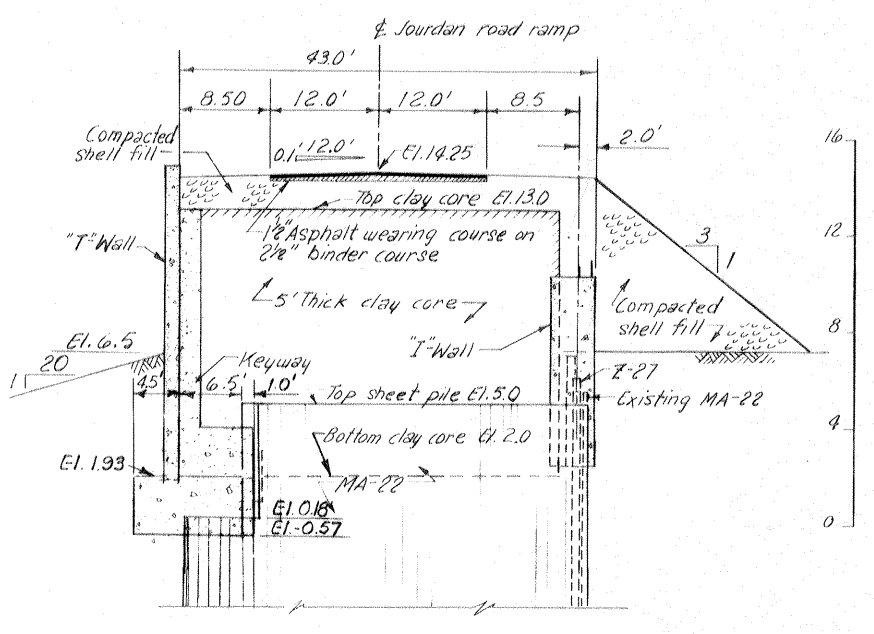 ℄ Jourdan road ramp
43.0'
8.50 12.0' 12.0' 8.5
2.0'
Compacted
shell fill
0.1' 12.0'
El.14.25
16
Top clay core El.13.0
"T"Wall
1½" Asphalt wearing course on
2½" binder course
12
3
1
5' Thick clay core
Compacted
shell fill
8
El.6.5
20
1
Keyway
"I"Wall
4.5' 6.5' 1.0'
Z-27
Top sheet pile El.5.0
Existing MA-22
4
Bottom clay core El.2.0
El.1.93
MA-22
El.0.18
El.-0.57
0